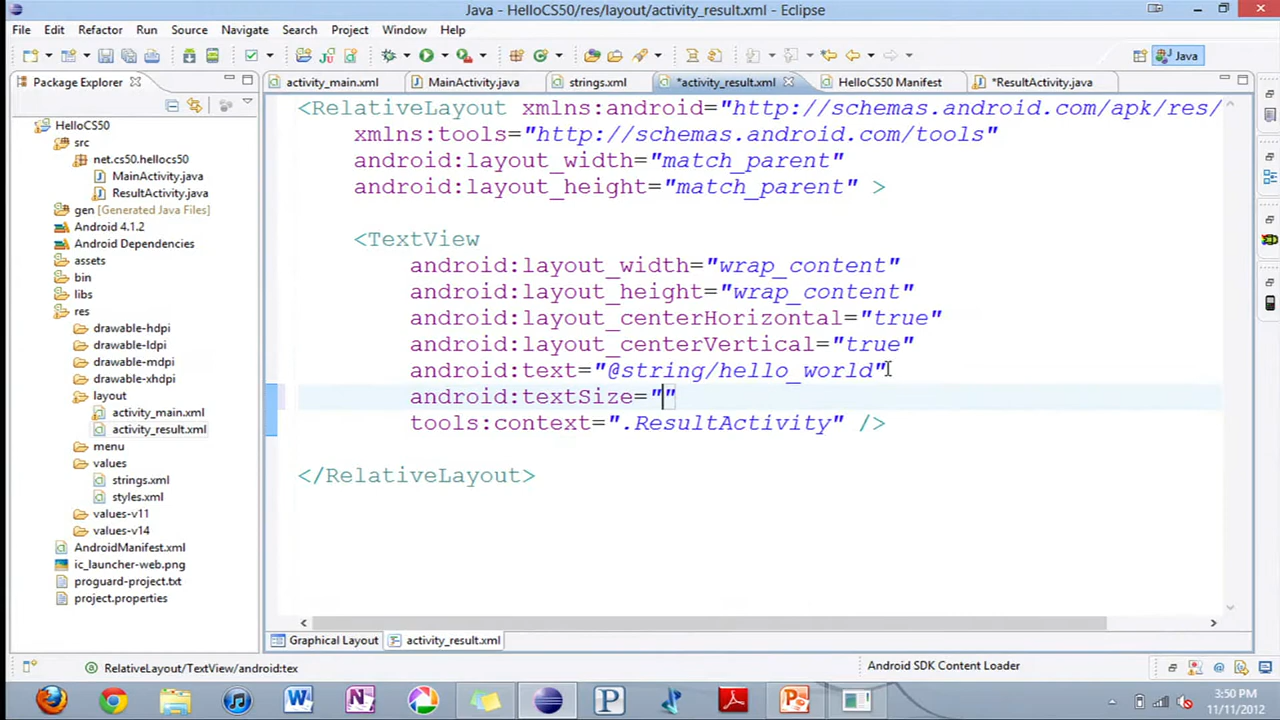 Java - HelloCS50/res/layout/activity_result.xml - Eclipse
File Edit Refactor Run Source Navigate Search Project Window Help
Java
Package Explorer
activity_main.xml MainActivity.java strings.xml *activity_result.xml HelloCS50 Manifest *ResultActivity.java
HelloCS50
src
net.cs50.hellocs50
MainActivity.java
ResultActivity.java
gen [Generated Java Files]
Android 4.1.2
Android Dependencies
assets
bin
libs
res
drawable-hdpi
drawable-ldpi
drawable-mdpi
drawable-xhdpi
layout
activity_main.xml
activity_result.xml
menu
values
strings.xml
styles.xml
values-v11
values-v14
AndroidManifest.xml
ic_launcher-web.png
proguard-project.txt
project.properties
<RelativeLayout xmlns:android="http://schemas.android.com/apk/res/
xmlns:tools="http://schemas.android.com/tools"
android:layout_width="match_parent"
android:layout_height="match_parent" >
<TextView
android:layout_width="wrap_content"
android:layout_height="wrap_content"
android:layout_centerHorizontal="true"
android:layout_centerVertical="true"
android:text="@string/hello_world"
android:textSize=""
tools:context=".ResultActivity" />
</RelativeLayout>
Graphical Layout activity_result.xml
RelativeLayout/TextView/android:tex
Android SDK Content Loader
3:50 PM
11/11/2012